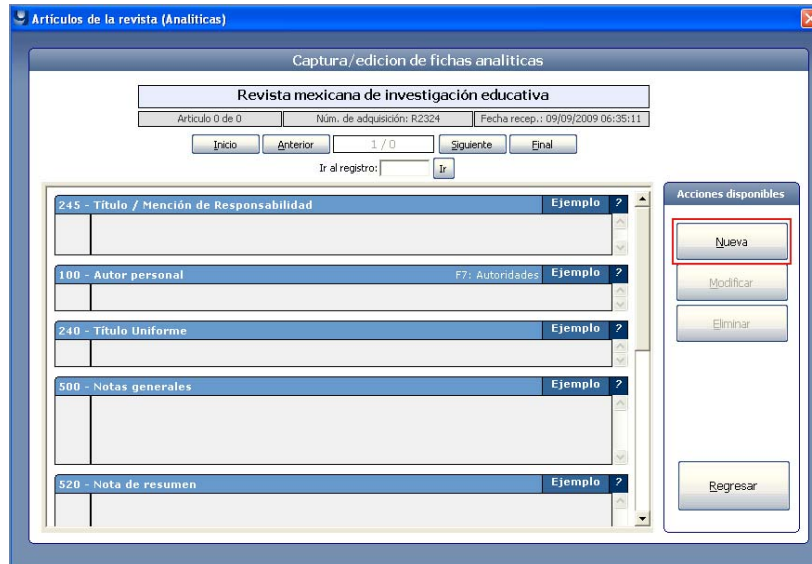 Artículos de la revista (Analíticas)
Captura/edicion de fichas analiticas
Revista mexicana de investigación educativa
Articulo 0 de 0 Núm. de adquisición: R2324 Fecha recep.: 09/09/2009 06:35:11
Inicio Anterior 1 / 0 Siguiente Final
Ir al registro: Ir
245 - Título / Mención de Responsabilidad Ejemplo ?
100 - Autor personal F7: Autoridades Ejemplo ?
240 - Título Uniforme Ejemplo ?
500 - Notas generales Ejemplo ?
520 - Nota de resumen Ejemplo ?
Acciones disponibles
Nueva
Modificar
Eliminar
Regresar